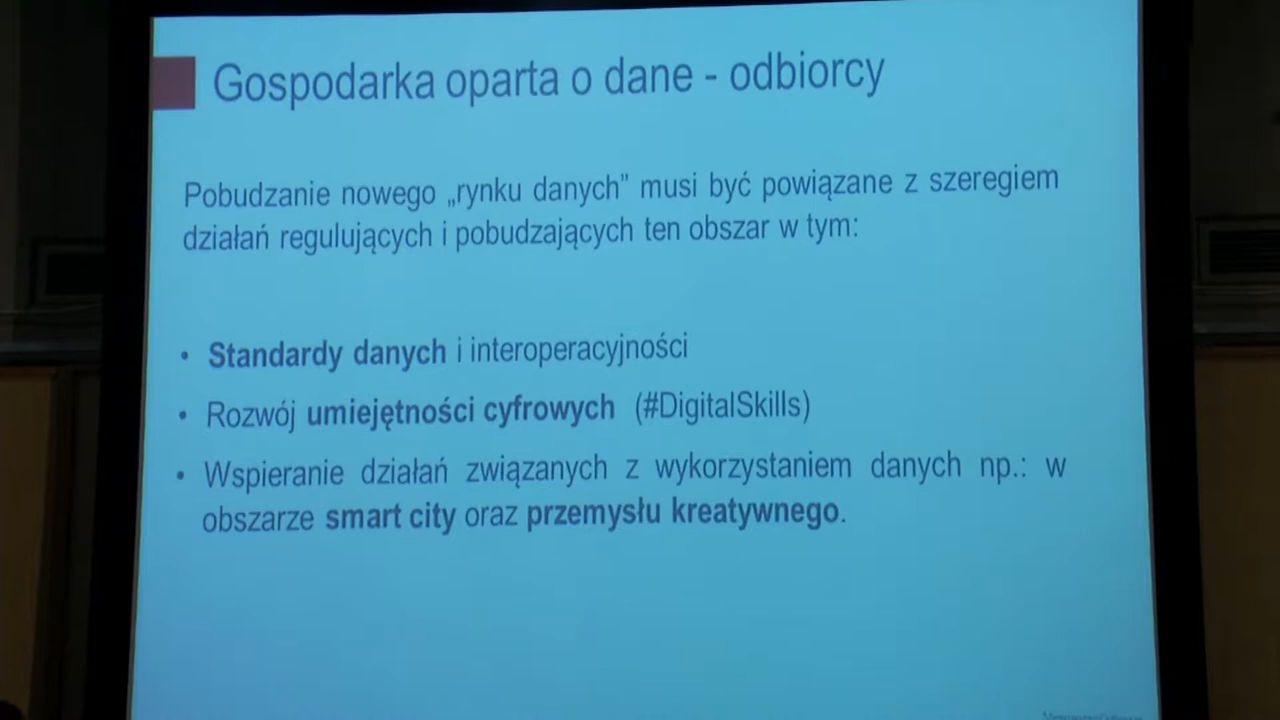 Gospodarka oparta o dane - odbiorcy
Pobudzanie nowego „rynku danych" musi być powiązane z szeregiem
działań regulujących i pobudzających ten obszar w tym:
• Standardy danych i interoperacyjności
• Rozwój umiejętności cyfrowych (#DigitalSkills)
• Wspieranie działań związanych z wykorzystaniem danych np.: w
obszarze smart city oraz przemysłu kreatywnego.